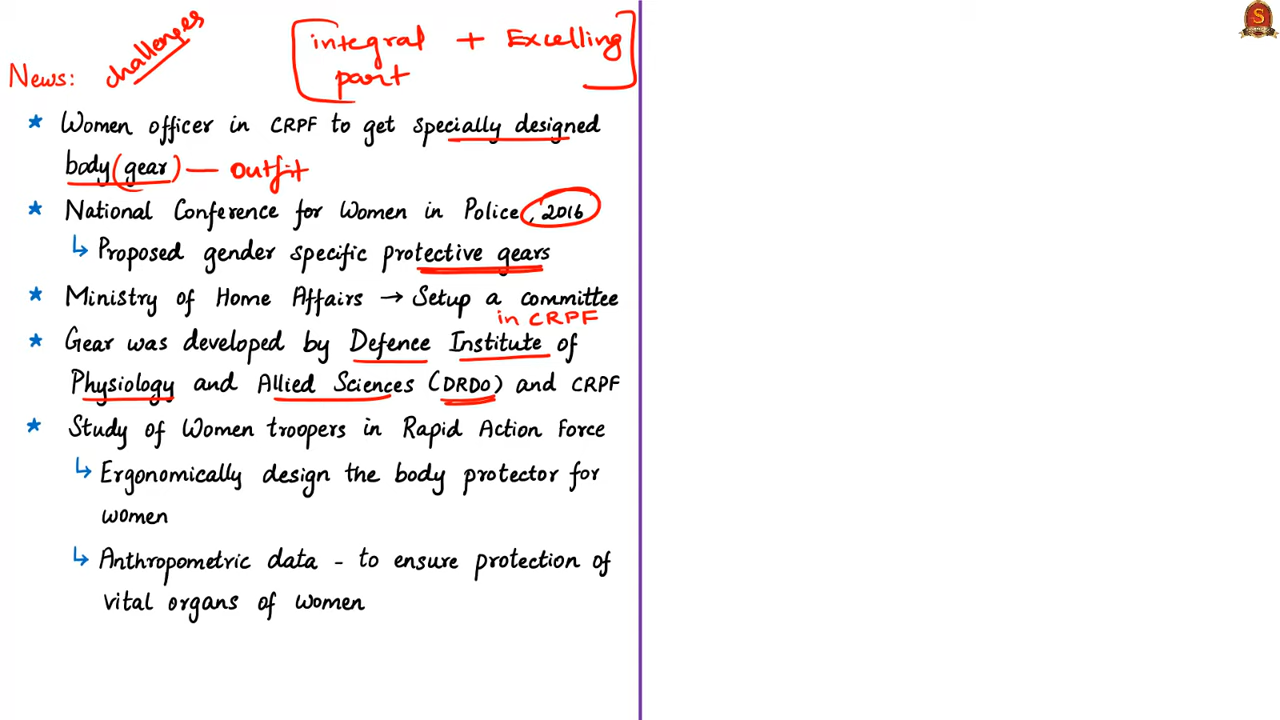 challenges
[integral + Excelling
part]
News:
★ Women officer in CRPF to get specially designed
body (gear) — outfit
★ National Conference for Women in Police, 2016
↳ Proposed gender specific protective gears
★ Ministry of Home Affairs → Setup a committee
in CRPF
★ Gear was developed by Defence Institute of
Physiology and Allied Sciences (DRDO) and CRPF
★ Study of Women troopers in Rapid Action Force
↳ Ergonomically design the body protector for
women
↳ Anthropometric data - to ensure protection of
vital organs of women
S